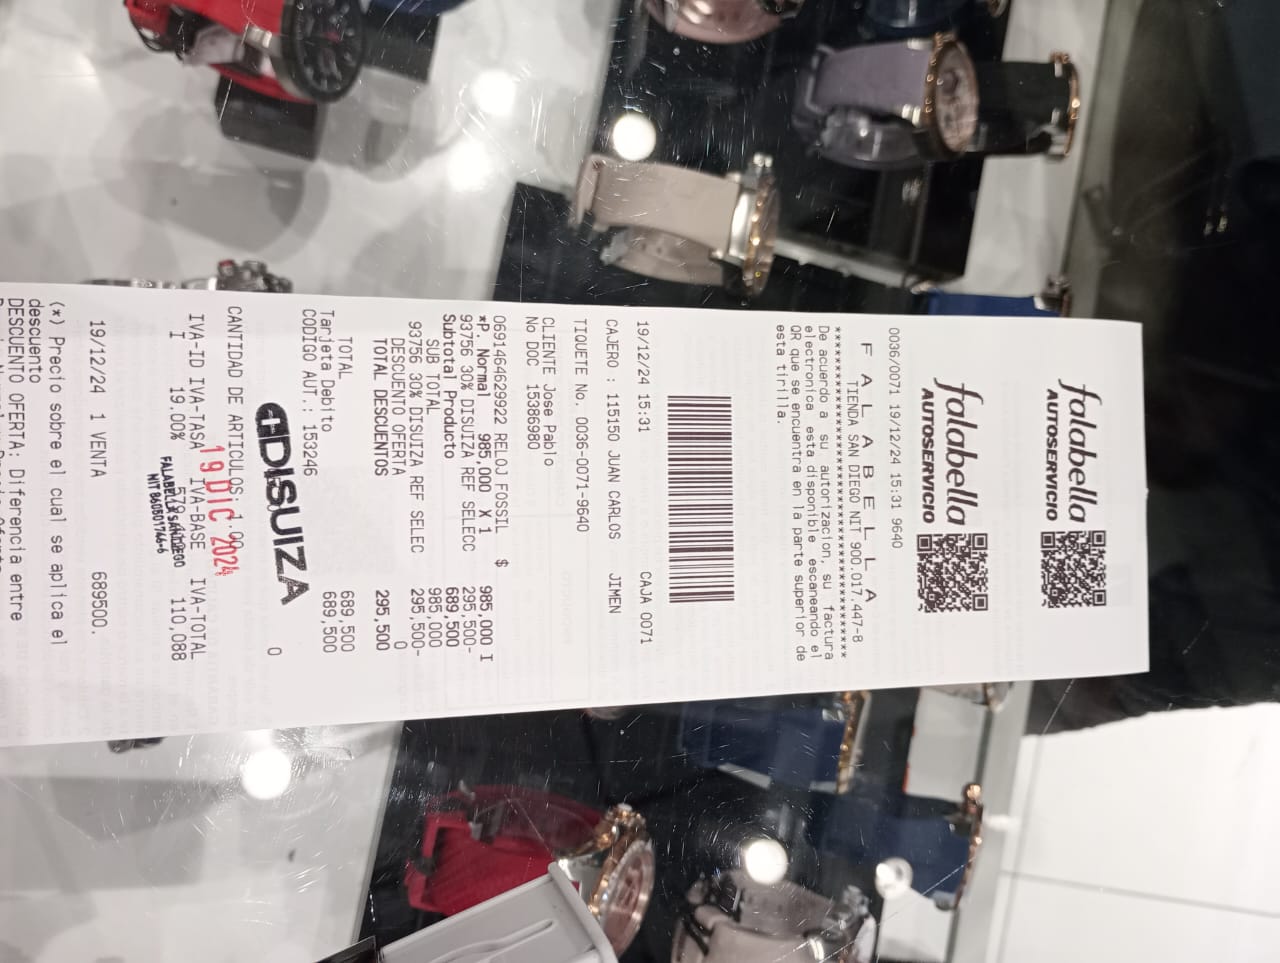 falabella
AUTOSERVICIO
falabella
AUTOSERVICIO
0036/0071 19/12/24 15:31 9640
F A L A B E L L A
TIENDA SAN DIEGO NIT 900.017.447-8
****************************************
De acuerdo a su autorizacion, su factura
electronica esta disponible escaneando el
QR que se encuentra en la parte superior de
esta tirilla.
19/12/24 15:31 CAJA 0071
CAJERO : 115150 JUAN CARLOS JIMEN
TIQUETE No. 0036-0071-9640
CLIENTE Jose Pablo
No DOC 15386980
0691464629922 RELOJ FOSSIL $ 985,000 I
*P. Normal 985,000 X 1
93756 30% DISUIZA REF SELECC 295,500-
Subtotal Producto 689,500
SUB TOTAL 985,000
93756 30% DISUIZA REF SELEC 295,500-
DESCUENTO OFERTA 0
TOTAL DESCUENTOS 295,500
TOTAL 689,500
Tarjeta Debito 689,500
CODIGO AUT.: 153246
0
DISUIZA
CANTIDAD DE ARTICULOS: 1.00
19 DIC 2024
IVA-ID IVA-TASA IVA-BASE IVA-TOTAL
I 19.00% 110,088
FALABELLA SAN DIEGO
NIT 860801746-6
19/12/24 1 VENTA 689500.
(*) Precio sobre el cual se aplica el
descuento
DESCUENTO OFERTA: Diferencia entre